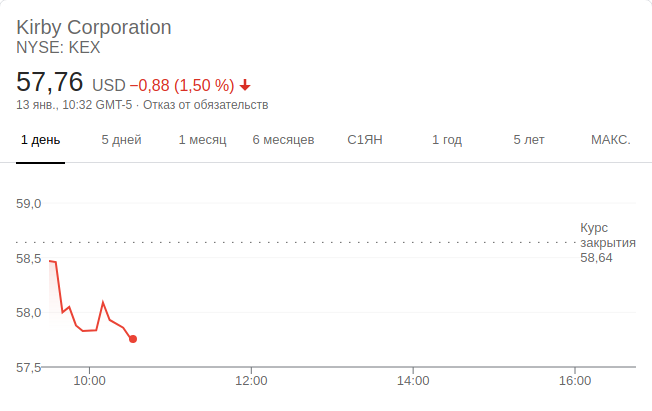 Kirby Corporation
NYSE: KEX
57,76 USD −0,88 (1,50 %)
13 янв., 10:32 GMT-5 · Отказ от обязательств
1 день 5 дней 1 месяц 6 месяцев С1ЯН 1 год 5 лет МАКС.
59,0
Курс
закрытия
58,5 58,64
58,0
57,5
10:00 12:00 14:00 16:00